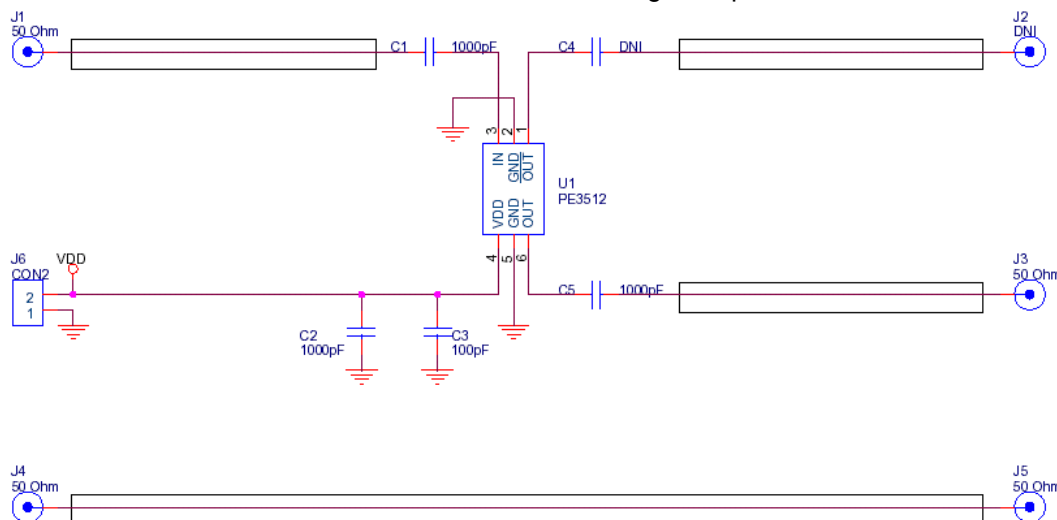 J1
50 Ohm
C1
1000pF
C4
DNI
J2
DNI
3
2
1
IN
GND
OUT
U1
PE3512
VDD
GND
OUT
4
5
6
J6
CON2
VDD
2
1
C5
1000pF
J3
50 Ohm
C2
1000pF
C3
100pF
J4
50 Ohm
J5
50 Ohm